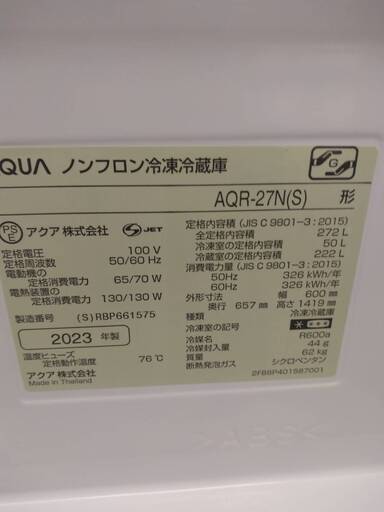 QUA ノンフロン冷凍冷蔵庫
AQR-27N(S) 形
PS E アクア 株式会社 JET
定格電圧 100 V
定格周波数 50/60 Hz
電動機の
定格消費電力 65/70 W
電熱装置の
定格消費電力 130/130 W
製造番号 (S)RBP661575
2023 年製
温度ヒューズ
定格動作温度 76℃
アクア 株式会社
Made in Thailand
G
定格内容積 (JIS C 9801-3:2015)
全定格内容積 272 L
冷凍室の定格内容積 50 L
冷蔵室の定格内容積 222 L
消費電力量 (JIS C 9801-3:2015)
50Hz 326 kWh/年
60Hz 326 kWh/年
外形寸法 幅 600 mm
奥行 657 mm 高さ 1419 mm
種類 冷凍冷蔵庫
冷凍室の記号
冷媒名 R600a
冷媒封入量 44 g
質量 62 kg
断熱発泡ガス シクロペンタン
2FBBP401587001